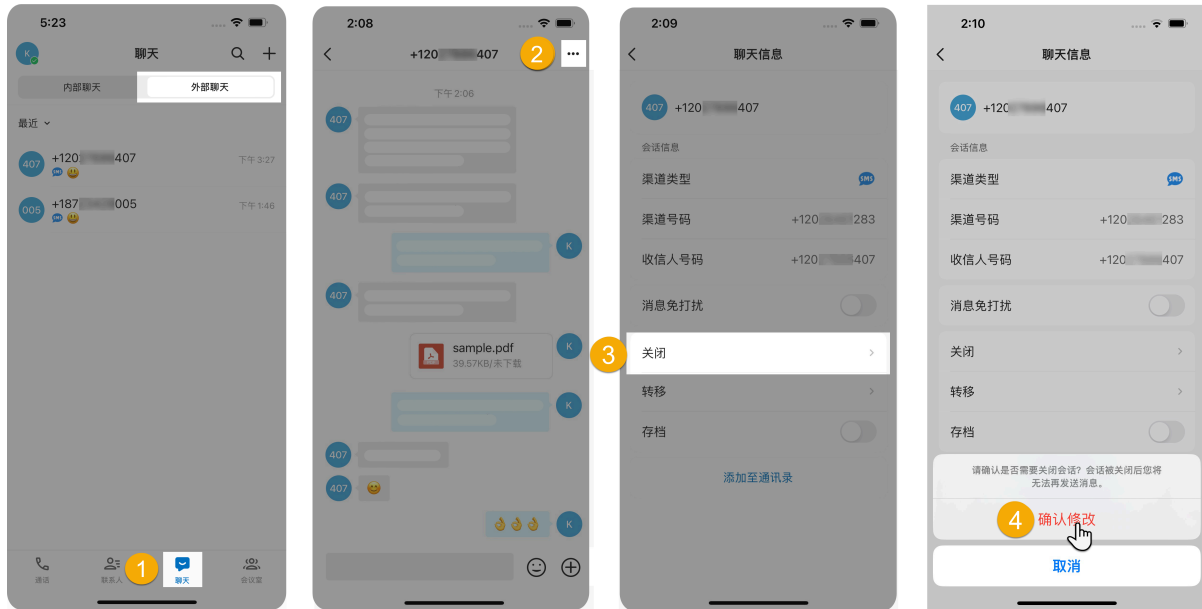 5:23
K
聊天
内部聊天
外部聊天
最近
407
+120 407
下午 3:27
SMS
005
+187 005
下午 1:46
SMS
通话
联系人
1
聊天
会议室
2:08
+120 407
2
下午 2:06
407
407
K
407
sample.pdf
39.57KB/未下载
K
K
407
407
K
2:09
聊天信息
407
+120 407
会话信息
渠道类型
SMS
渠道号码
+120 283
收信人号码
+120 407
消息免打扰
3
关闭
转移
存档
添加至通讯录
2:10
聊天信息
407
+120 407
会话信息
渠道类型
SMS
渠道号码
+120 283
收信人号码
+120 407
消息免打扰
关闭
转移
存档
请确认是否需要关闭会话？会话被关闭后您将
无法再发送消息。
4
确认修改
取消